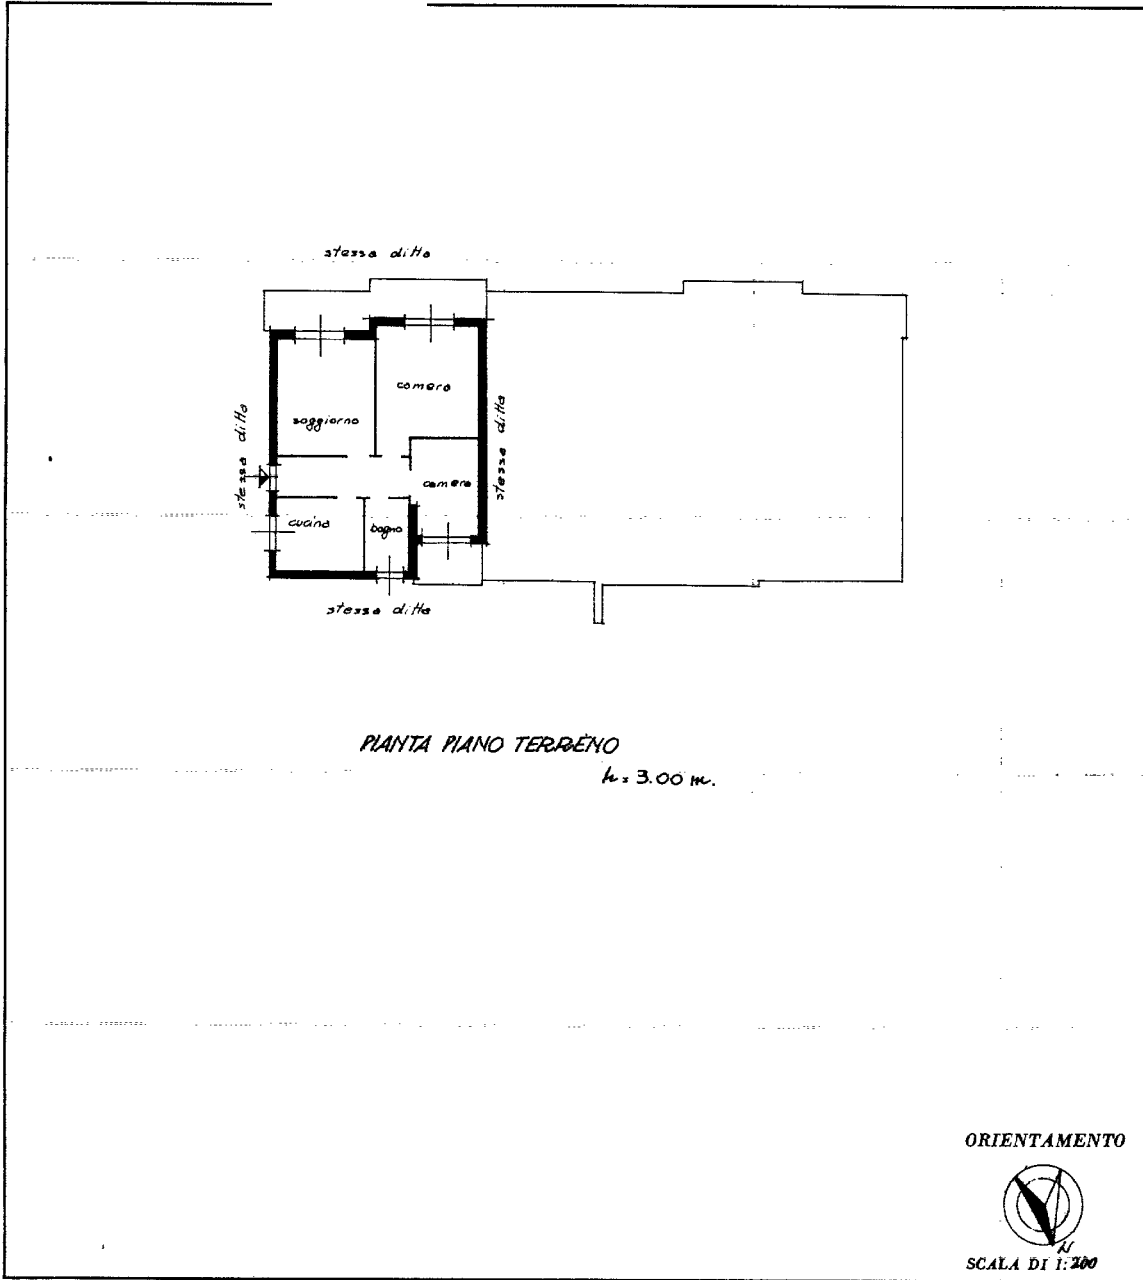 stessa ditta
camera
soggiorno
stessa ditta
stessa ditta
camera
cucina
bagno
stessa ditta
PIANTA PIANO TERRENO
h = 3.00 m.
ORIENTAMENTO
N
SCALA DI 1:200